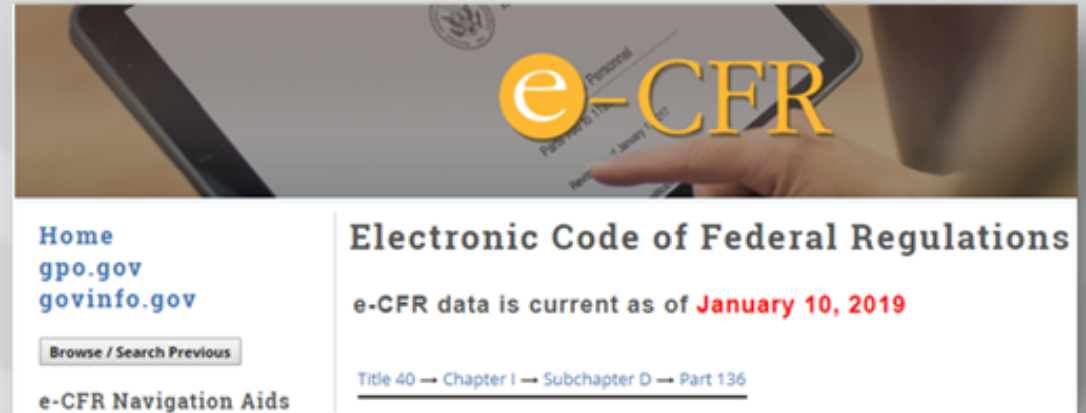 Personnel
e-CFR
Home
gpo.gov
govinfo.gov
Browse / Search Previous
e-CFR Navigation Aids
Electronic Code of Federal Regulations
e-CFR data is current as of January 10, 2019
Title 40 → Chapter I → Subchapter D → Part 136